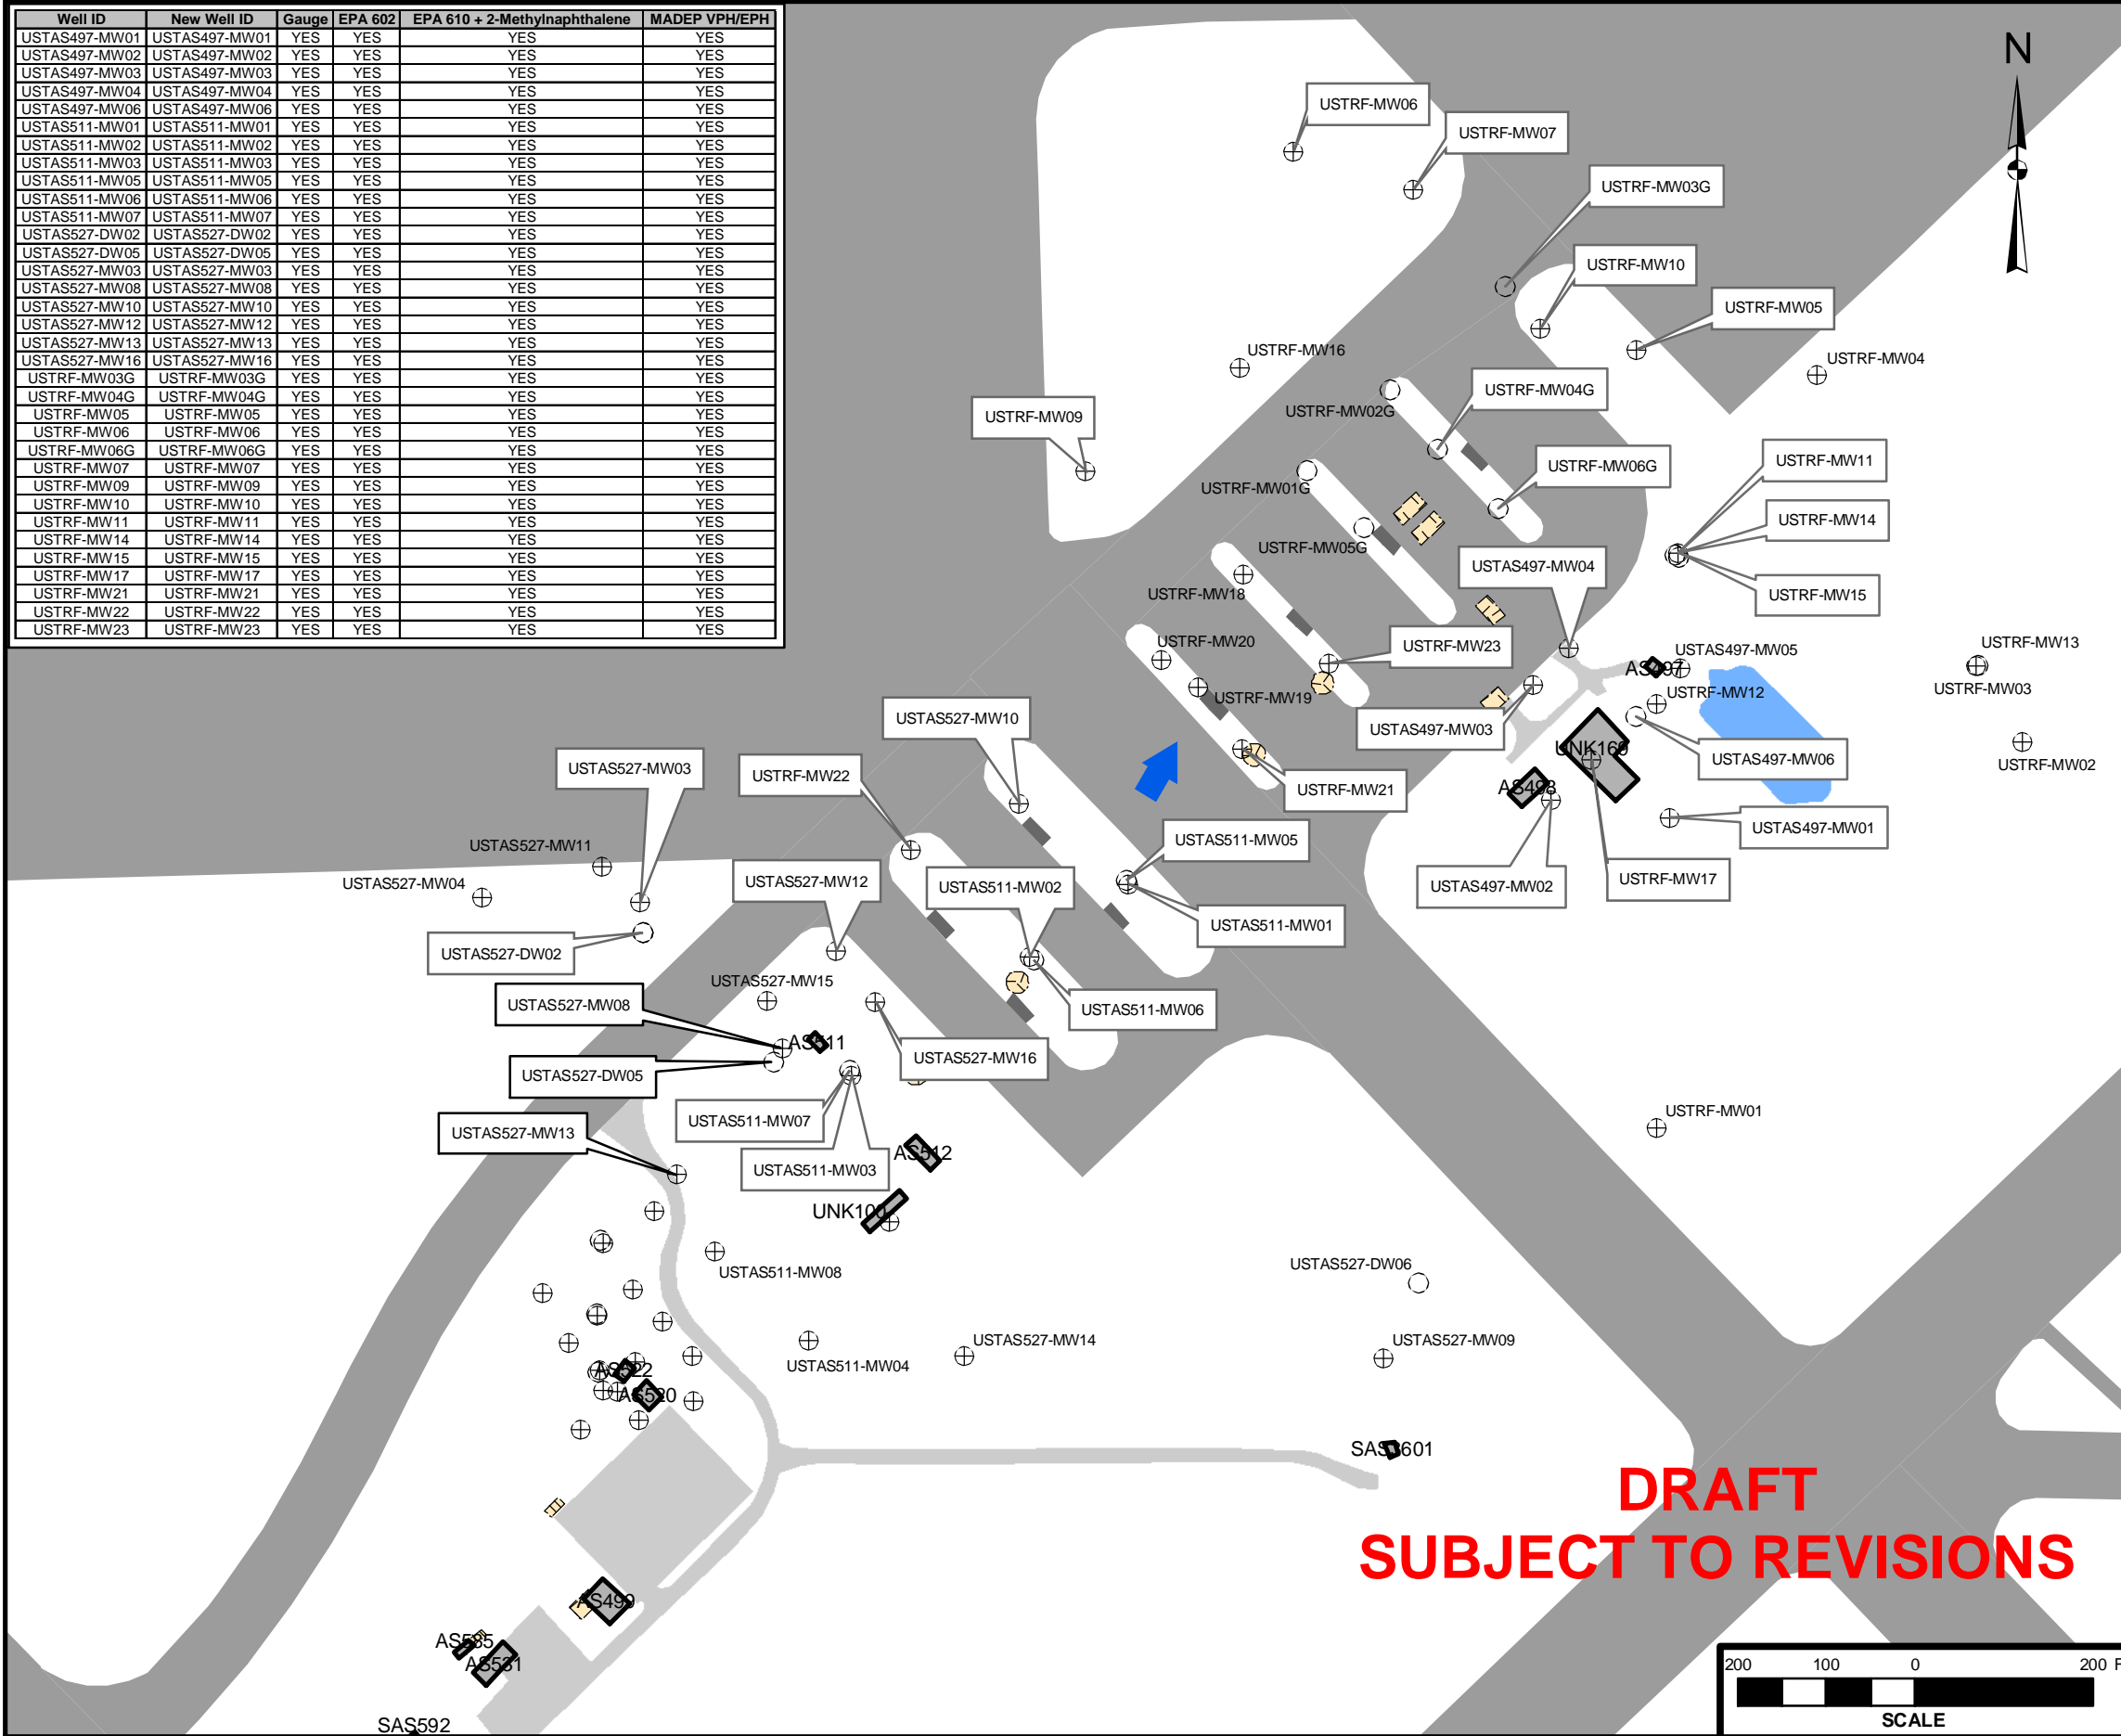 Well ID New Well ID Gauge EPA 602 EPA 610 + 2-Methylnaphthalene MADEP VPH/EPH
USTAS497-MW01 USTAS497-MW01 YES YES YES YES
USTAS497-MW02 USTAS497-MW02 YES YES YES YES
USTAS497-MW03 USTAS497-MW03 YES YES YES YES
USTAS497-MW04 USTAS497-MW04 YES YES YES YES
USTAS497-MW06 USTAS497-MW06 YES YES YES YES
USTAS511-MW01 USTAS511-MW01 YES YES YES YES
USTAS511-MW02 USTAS511-MW02 YES YES YES YES
USTAS511-MW03 USTAS511-MW03 YES YES YES YES
USTAS511-MW05 USTAS511-MW05 YES YES YES YES
USTAS511-MW06 USTAS511-MW06 YES YES YES YES
USTAS511-MW07 USTAS511-MW07 YES YES YES YES
USTAS527-DW02 USTAS527-DW02 YES YES YES YES
USTAS527-DW05 USTAS527-DW05 YES YES YES YES
USTAS527-MW03 USTAS527-MW03 YES YES YES YES
USTAS527-MW08 USTAS527-MW08 YES YES YES YES
USTAS527-MW10 USTAS527-MW10 YES YES YES YES
USTAS527-MW12 USTAS527-MW12 YES YES YES YES
USTAS527-MW13 USTAS527-MW13 YES YES YES YES
USTAS527-MW16 USTAS527-MW16 YES YES YES YES
USTRF-MW03G USTRF-MW03G YES YES YES YES
USTRF-MW04G USTRF-MW04G YES YES YES YES
USTRF-MW05 USTRF-MW05 YES YES YES YES
USTRF-MW06 USTRF-MW06 YES YES YES YES
USTRF-MW06G USTRF-MW06G YES YES YES YES
USTRF-MW07 USTRF-MW07 YES YES YES YES
USTRF-MW09 USTRF-MW09 YES YES YES YES
USTRF-MW10 USTRF-MW10 YES YES YES YES
USTRF-MW11 USTRF-MW11 YES YES YES YES
USTRF-MW14 USTRF-MW14 YES YES YES YES
USTRF-MW15 USTRF-MW15 YES YES YES YES
USTRF-MW17 USTRF-MW17 YES YES YES YES
USTRF-MW21 USTRF-MW21 YES YES YES YES
USTRF-MW22 USTRF-MW22 YES YES YES YES
USTRF-MW23 USTRF-MW23 YES YES YES YES
N
USTRF-MW06
USTRF-MW07
USTRF-MW03G
USTRF-MW10
USTRF-MW05
USTRF-MW16
USTRF-MW04
USTRF-MW04G
USTRF-MW02G
USTRF-MW09
USTRF-MW11
USTRF-MW06G
USTRF-MW01G
USTRF-MW14
USTRF-MW05G
USTAS497-MW04
USTRF-MW18
USTRF-MW15
USTRF-MW20
USTRF-MW23
USTAS497-MW05
USTRF-MW13
AS497
USTRF-MW03
USTRF-MW12
USTRF-MW19
USTAS527-MW10
USTAS497-MW03
UNK169
USTAS497-MW06
USTRF-MW02
USTAS527-MW03
USTRF-MW22
AS498
USTRF-MW21
USTAS497-MW01
USTAS511-MW05
USTAS527-MW11
USTAS527-MW04
USTAS527-MW12
USTAS511-MW02
USTAS497-MW02
USTRF-MW17
USTAS511-MW01
USTAS527-DW02
USTAS527-MW15
USTAS527-MW08
USTAS511-MW06
AS511
USTAS527-MW16
USTAS527-DW05
USTRF-MW01
USTAS511-MW07
USTAS527-MW13
AS512
USTAS511-MW03
UNK100
USTAS511-MW08
USTAS527-DW06
USTAS527-MW14
USTAS527-MW09
USTAS511-MW04
AS522
AS520
SAS3601
DRAFT
SUBJECT TO REVISIONS
AS499
AS535
AS531
SAS592
200 100 0 200 F
SCALE